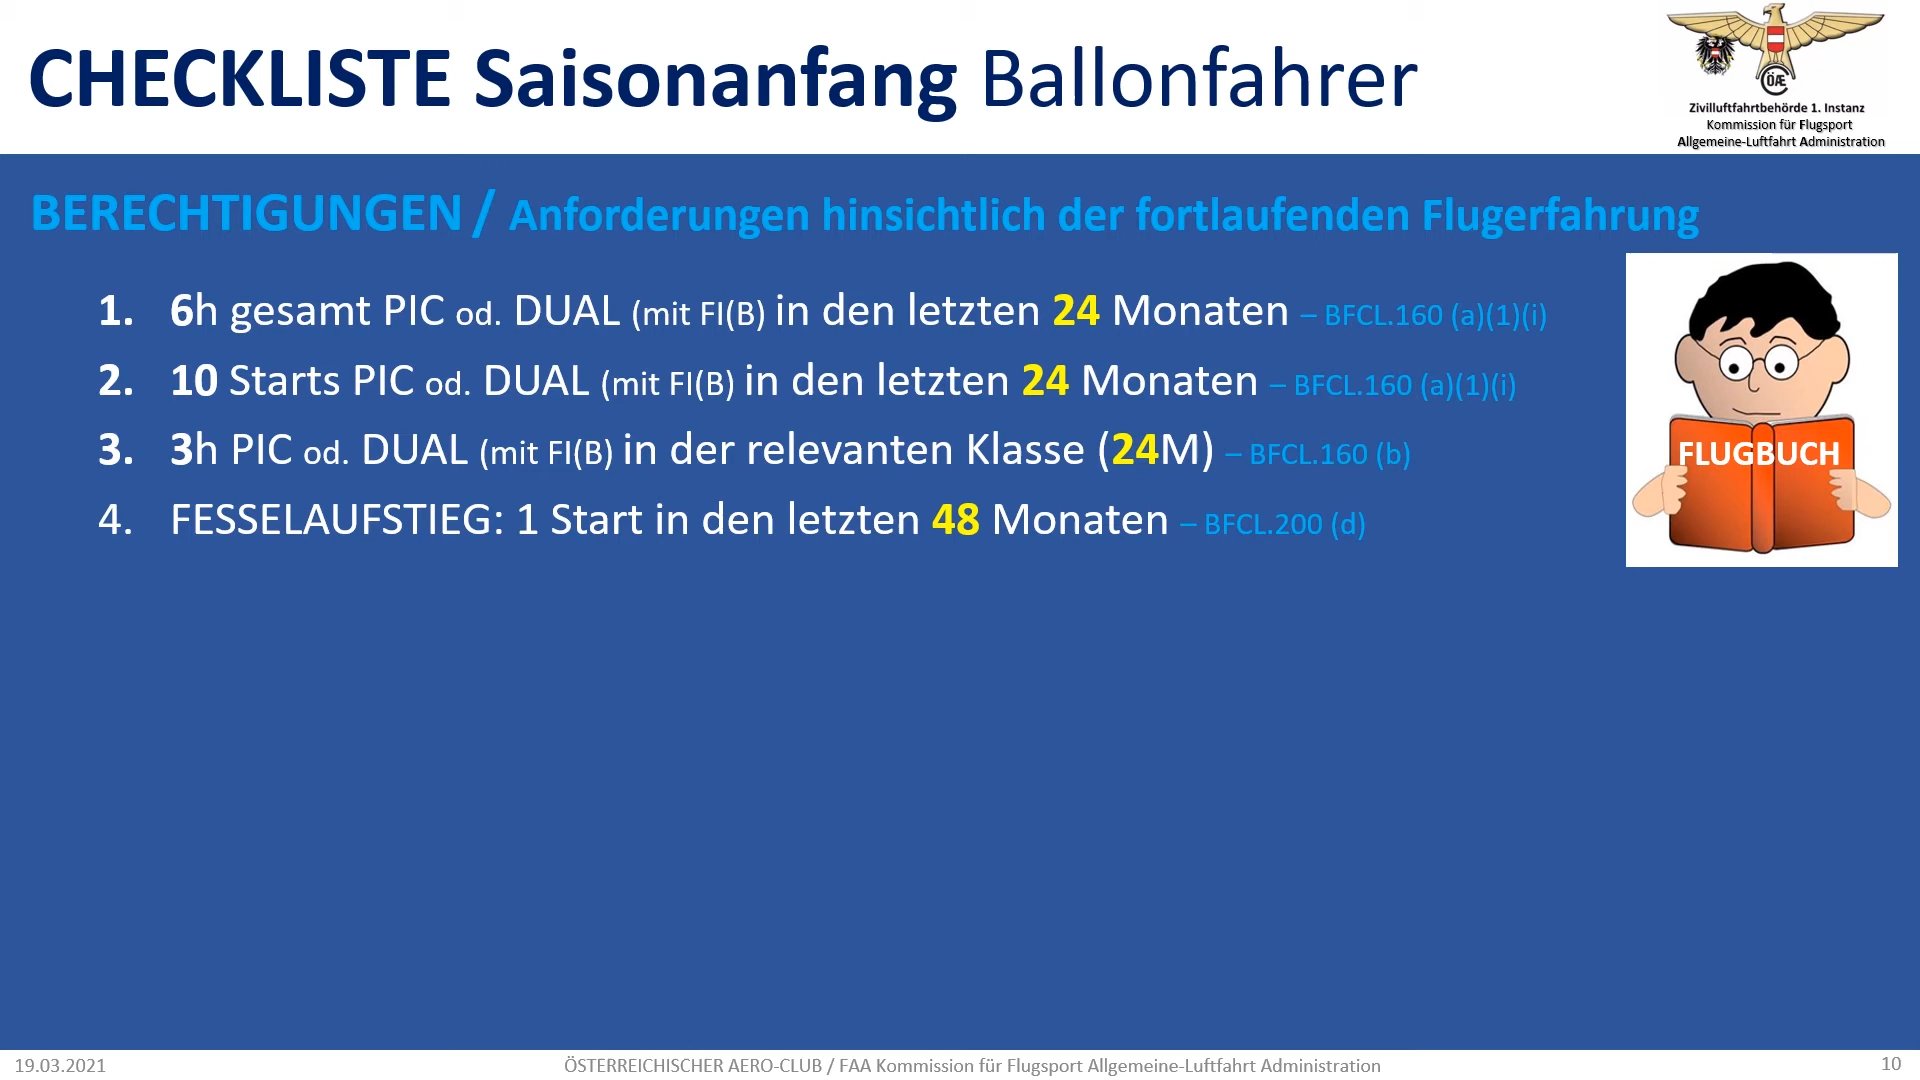 CHECKLISTE Saisonanfang Ballonfahrer
ÖAE
Zivilluftfahrtbehörde 1. Instanz
Kommission für Flugsport
Allgemeine-Luftfahrt Administration
BERECHTIGUNGEN / Anforderungen hinsichtlich der fortlaufenden Flugerfahrung
1. 6h gesamt PIC od. DUAL (mit FI(B) in den letzten 24 Monaten – BFCL.160 (a)(1)(i)
2. 10 Starts PIC od. DUAL (mit FI(B) in den letzten 24 Monaten – BFCL.160 (a)(1)(i)
3. 3h PIC od. DUAL (mit FI(B) in der relevanten Klasse (24M) – BFCL.160 (b)
4. FESSELAUFSTIEG: 1 Start in den letzten 48 Monaten – BFCL.200 (d)
FLUGBUCH
19.03.2021
ÖSTERREICHISCHER AERO-CLUB / FAA Kommission für Flugsport Allgemeine-Luftfahrt Administration
10